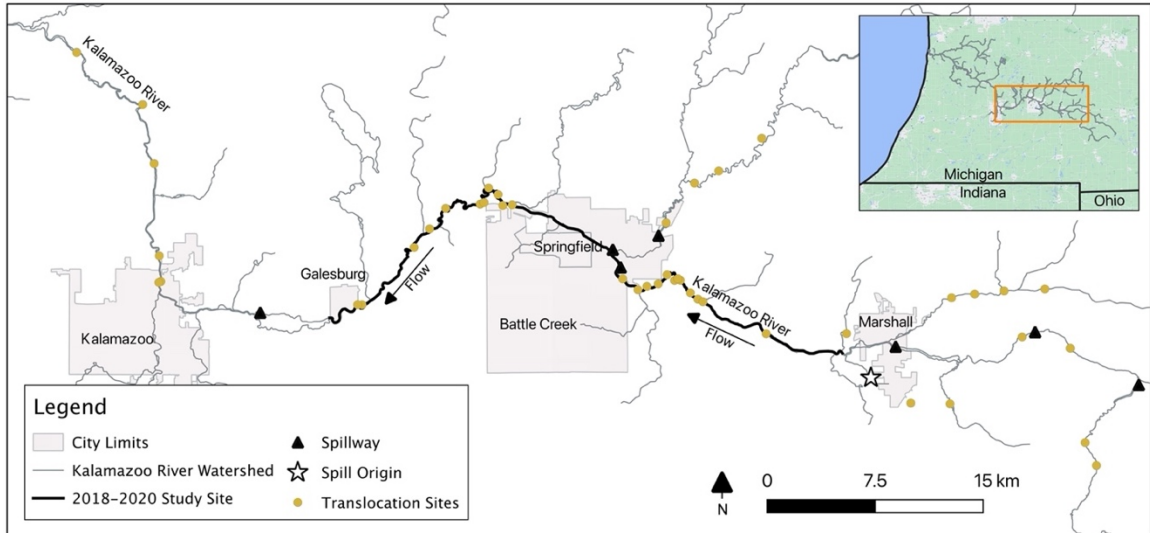 Kalamazoo River
Michigan
Indiana
Ohio
Springfield
Galesburg
Flow
Kalamazoo River
Kalamazoo
Battle Creek
Flow
Marshall
Legend
City Limits
Kalamazoo River Watershed
2018-2020 Study Site
Spillway
Spill Origin
Translocation Sites
N
0 7.5 15 km